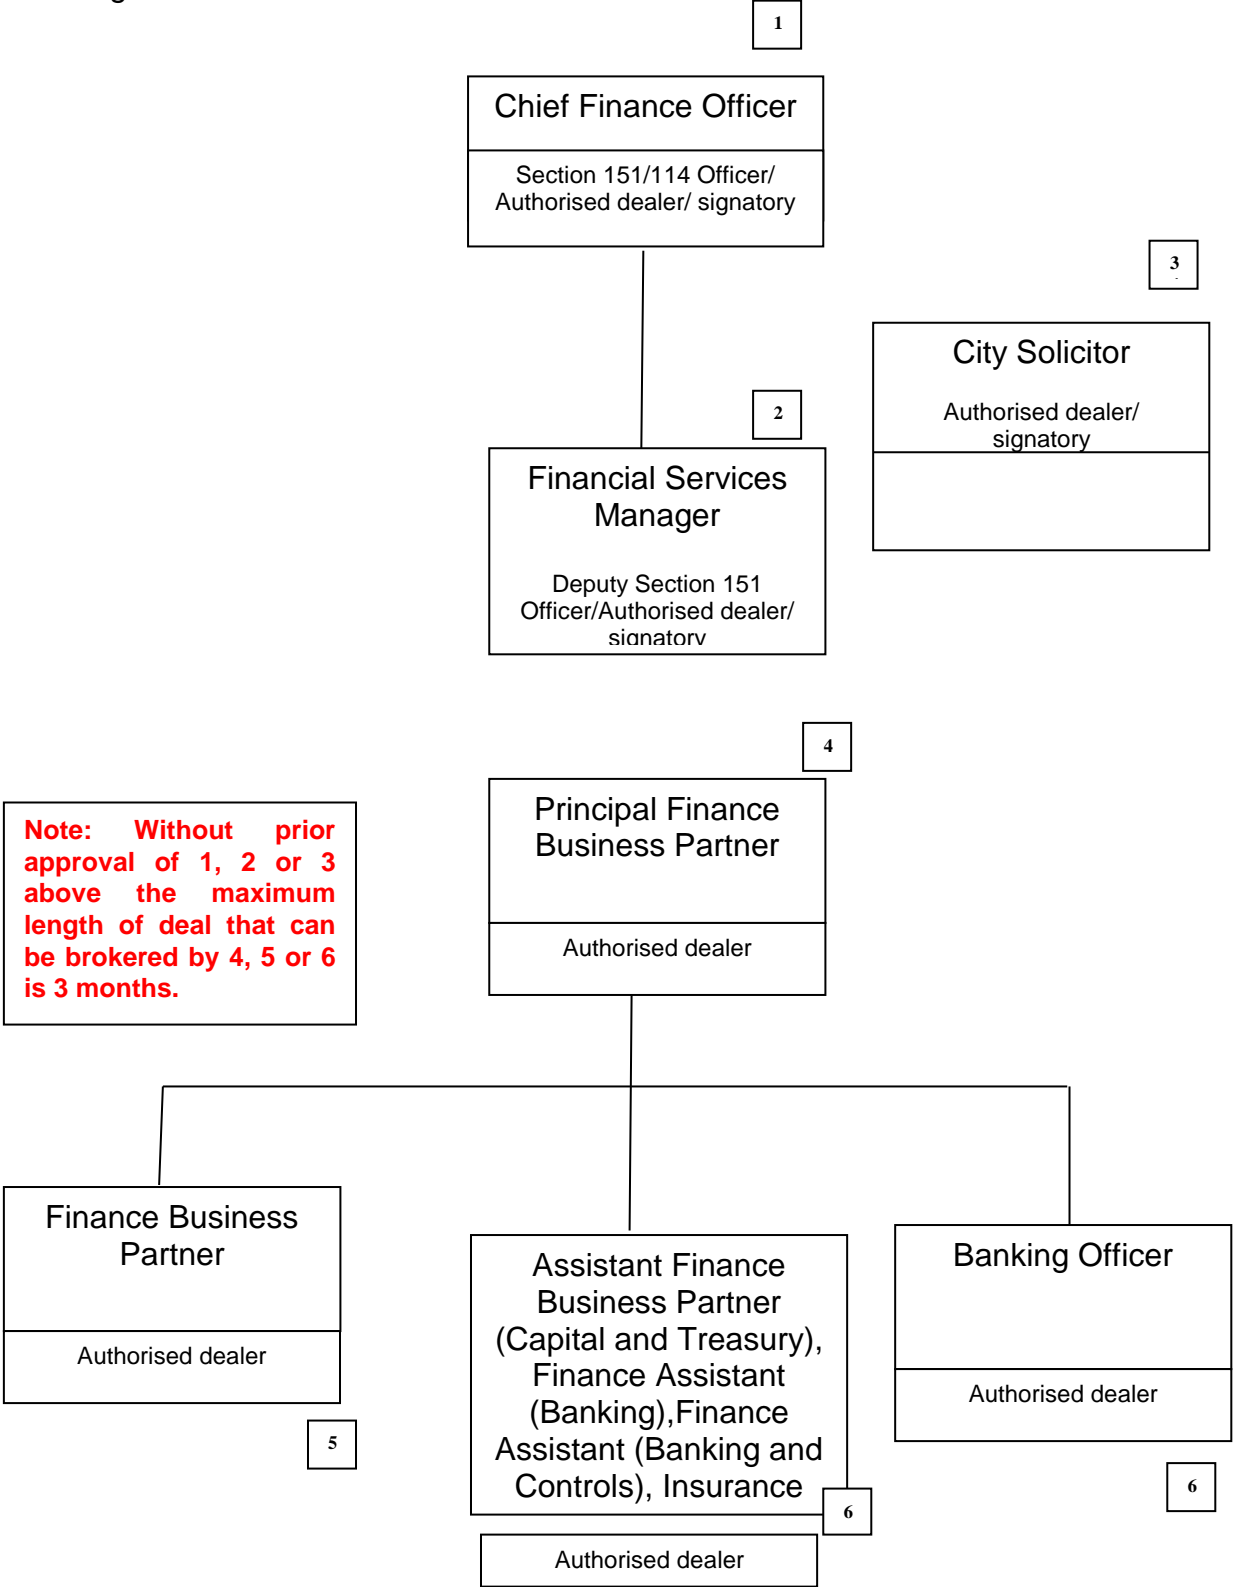 1
Chief Finance Officer
Section 151/114 Officer/
Authorised dealer/ signatory
3
City Solicitor
Authorised dealer/
signatory
2
Financial Services
Manager
Deputy Section 151
Officer/Authorised dealer/
signatory
4
Principal Finance
Business Partner
Authorised dealer
Note: Without prior
approval of 1, 2 or 3
above the maximum
length of deal that can
be brokered by 4, 5 or 6
is 3 months.
Finance Business
Partner
Authorised dealer
5
Assistant Finance
Business Partner
(Capital and Treasury),
Finance Assistant
(Banking),Finance
Assistant (Banking and
Controls), Insurance
6
Authorised dealer
Banking Officer
Authorised dealer
6